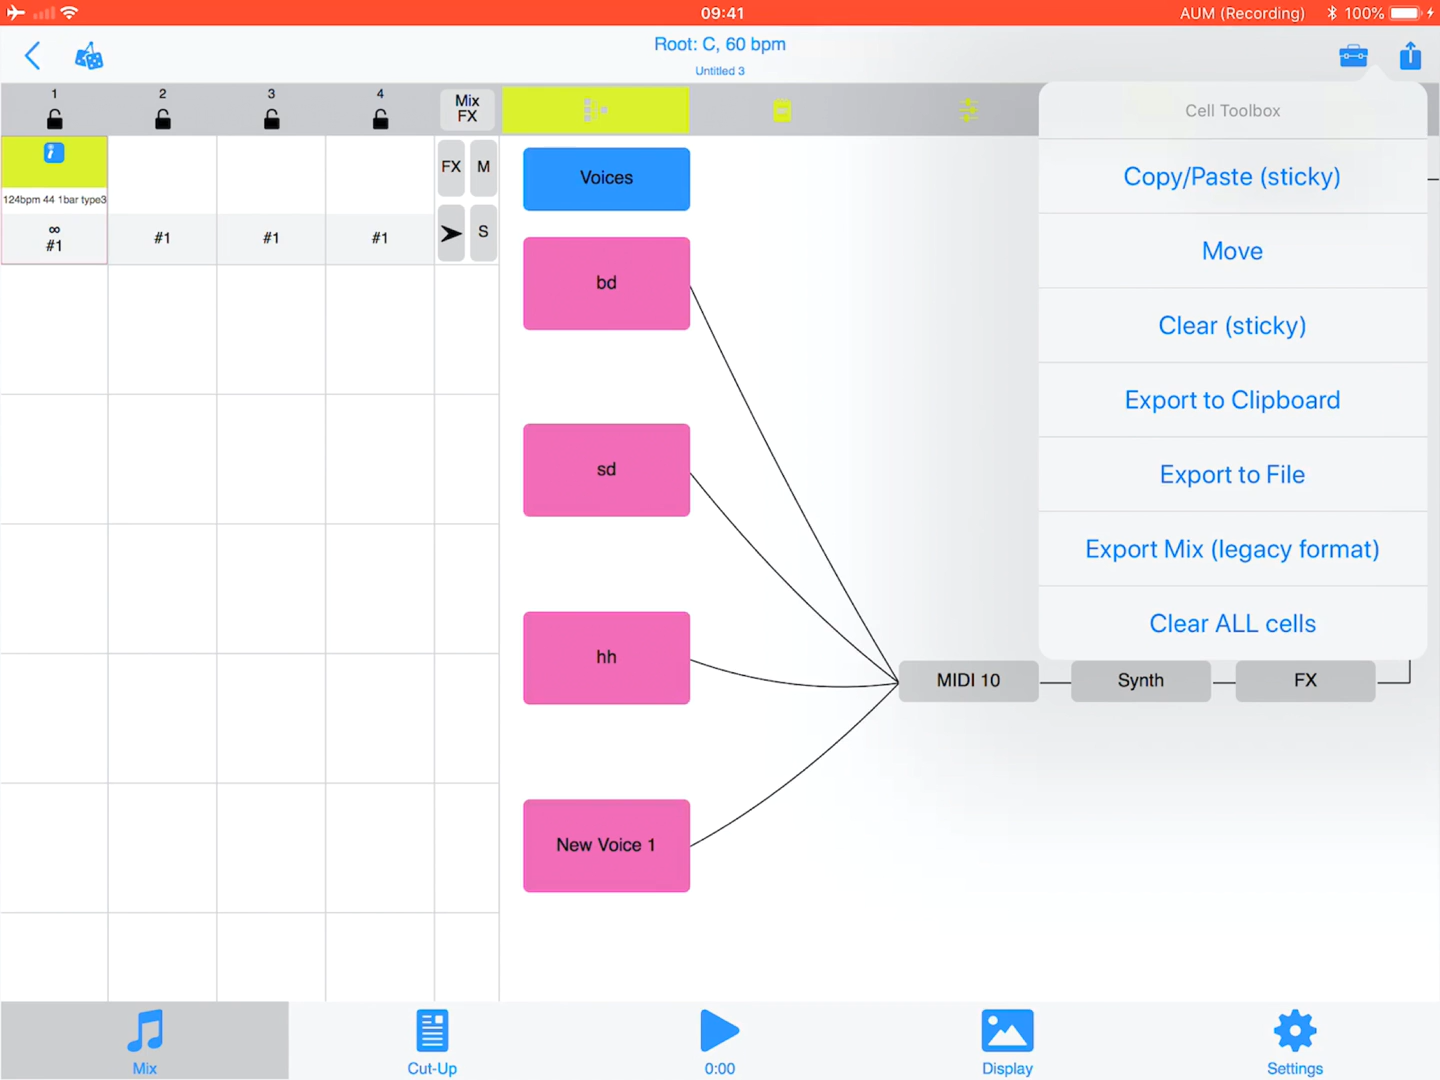 09:41
AUM (Recording)
100%
Root: C, 60 bpm
Untitled 3
1
2
3
4
Mix
FX
Cell Toolbox
124bpm 44 1bar type3
∞
#1
#1
#1
#1
FX
M
S
Voices
bd
sd
hh
New Voice 1
MIDI 10
Synth
FX
Copy/Paste (sticky)
Move
Clear (sticky)
Export to Clipboard
Export to File
Export Mix (legacy format)
Clear ALL cells
Mix
Cut-Up
0:00
Display
Settings